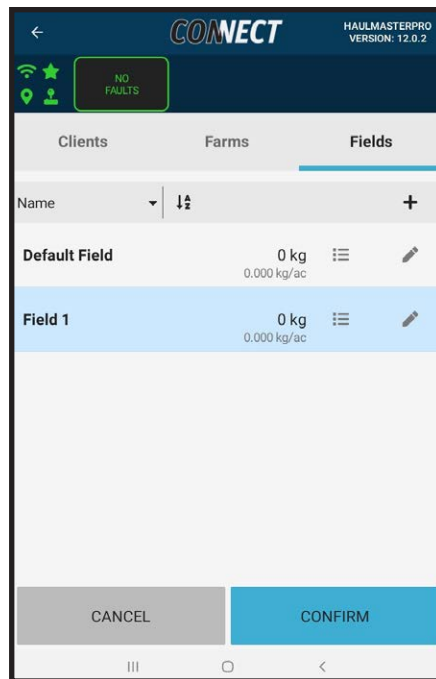 CONNECT
HAULMASTERPRO
VERSION: 12.0.2
NO
FAULTS
Clients Farms Fields
Name
Default Field 0 kg
0.000 kg/ac
Field 1 0 kg
0.000 kg/ac
CANCEL CONFIRM